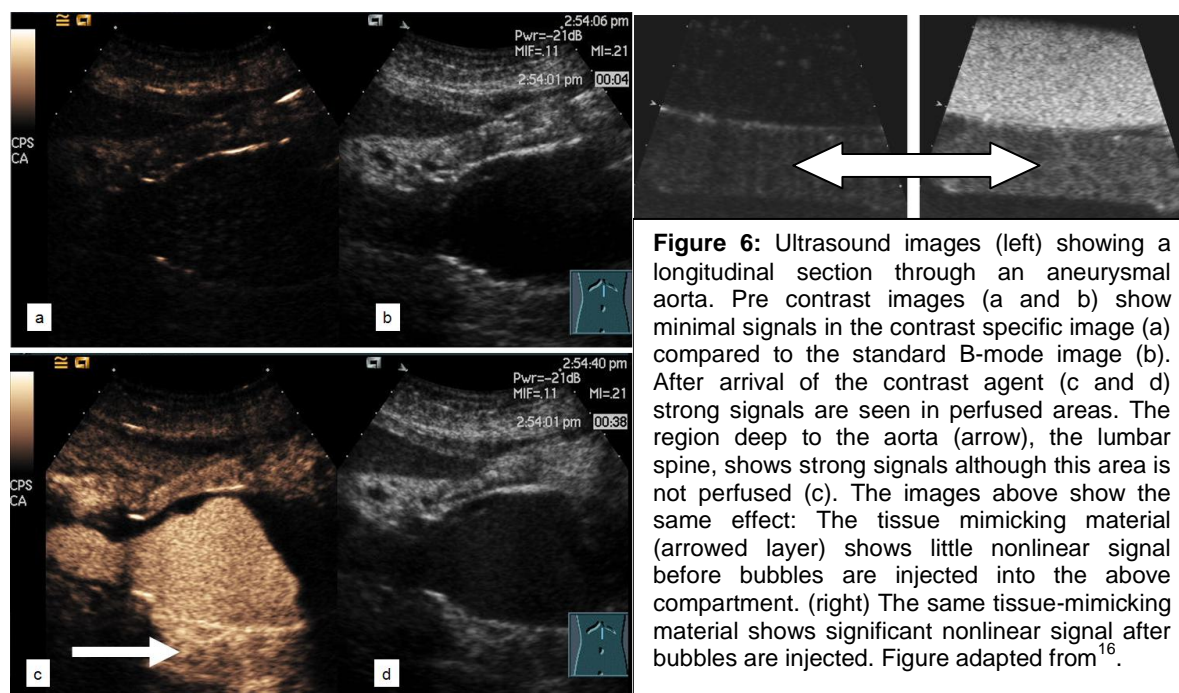 2:54:06 pm
Pwr=-21dB
MIF=.11 MI=.21
2:54:01 pm 00:04
CPS
CA
a
b
2:54:40 pm
Pwr=-21dB
MIF=.11 MI=.21
2:54:01 pm 00:38
CPS
CA
c
d
Figure 6: Ultrasound images (left) showing a
longitudinal section through an aneurysmal
aorta. Pre contrast images (a and b) show
minimal signals in the contrast specific image (a)
compared to the standard B-mode image (b).
After arrival of the contrast agent (c and d)
strong signals are seen in perfused areas. The
region deep to the aorta (arrow), the lumbar
spine, shows strong signals although this area is
not perfused (c). The images above show the
same effect: The tissue mimicking material
(arrowed layer) shows little nonlinear signal
before bubbles are injected into the above
compartment. (right) The same tissue-mimicking
material shows significant nonlinear signal after
bubbles are injected. Figure adapted from16.